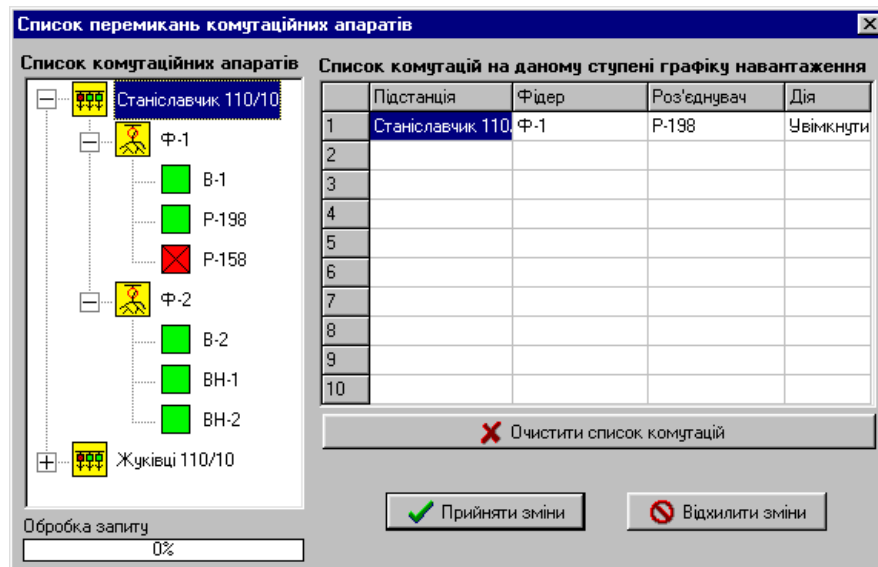 Список перемикань комутаційних апаратів
Список комутаційних апаратів
Станіславчик 110/10
Ф-1
В-1
Р-198
Р-158
Ф-2
В-2
ВН-1
ВН-2
Жуківці 110/10
Обробка запиту
0%
Список комутацій на даному ступені графіку навантаження
Підстанція Фідер Роз'єднувач Дія
1 Станіславчик 110. Ф-1 Р-198 Увімкнути
2
3
4
5
6
7
8
9
10
Очистити список комутацій
Прийняти зміни Відхилити зміни